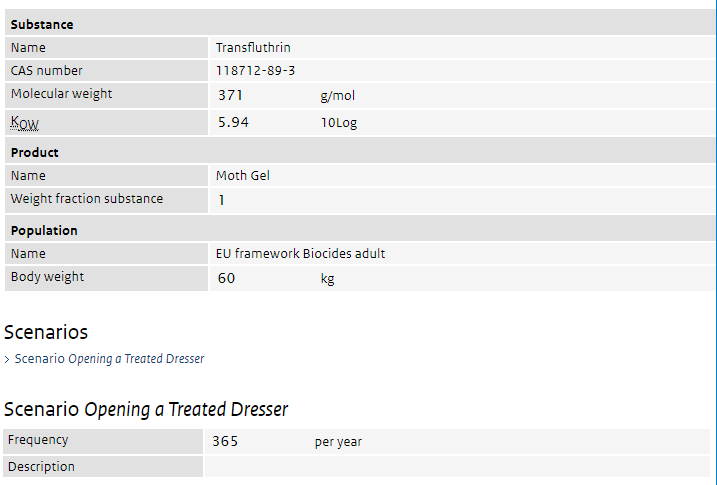 Substance
Name Transfluthrin
CAS number 118712-89-3
Molecular weight 371 g/mol
KOW 5.94 10Log
Product
Name Moth Gel
Weight fraction substance 1
Population
Name EU framework Biocides adult
Body weight 60 kg
Scenarios
> Scenario Opening a Treated Dresser
Scenario Opening a Treated Dresser
Frequency 365 per year
Description